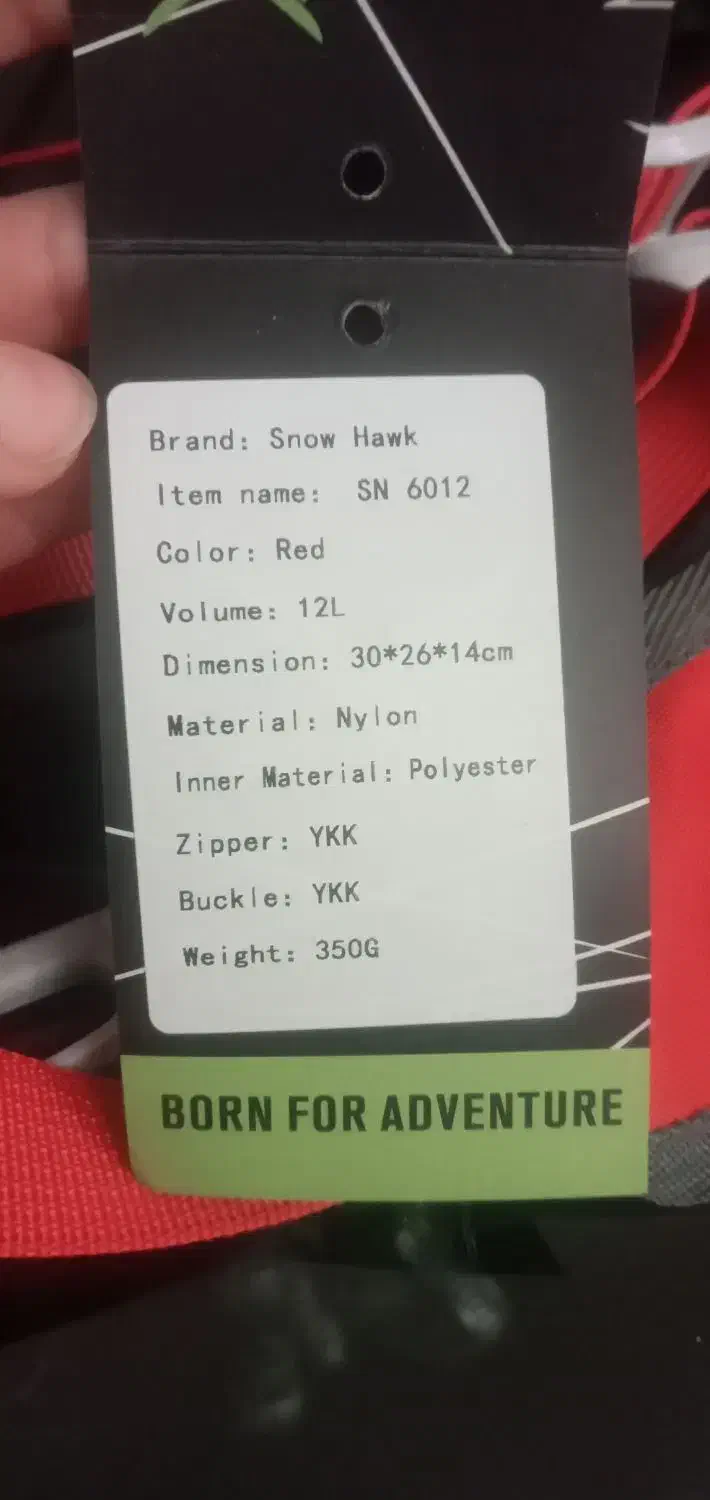 Brand: Snow Hawk
Item name: SN 6012
Color: Red
Volume: 12L
Dimension: 30*26*14cm
Material: Nylon
Inner Material: Polyester
Zipper: YKK
Buckle: YKK
Weight: 350G
BORN FOR ADVENTURE